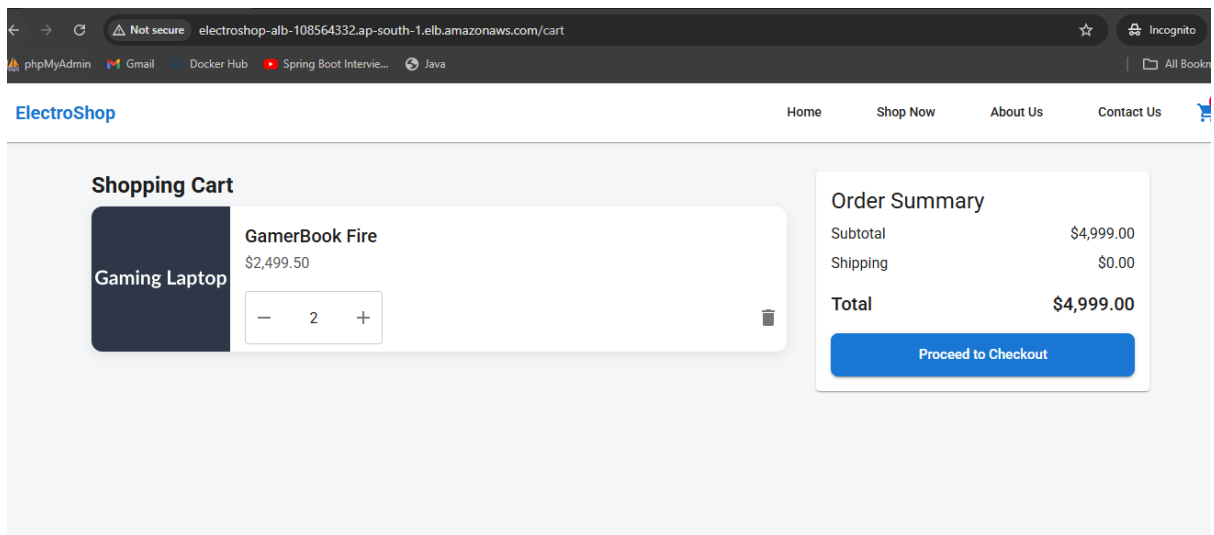 Not secure electroshop-alb-108564332.ap-south-1.elb.amazonaws.com/cart Incognito
phpMyAdmin Gmail Docker Hub Spring Boot Intervie... Java All
ElectroShop Home Shop Now About Us Contact Us
Shopping Cart
Gaming Laptop
GamerBook Fire
$2,499.50
2
Order Summary
Subtotal $4,999.00
Shipping $0.00
Total $4,999.00
Proceed to Checkout